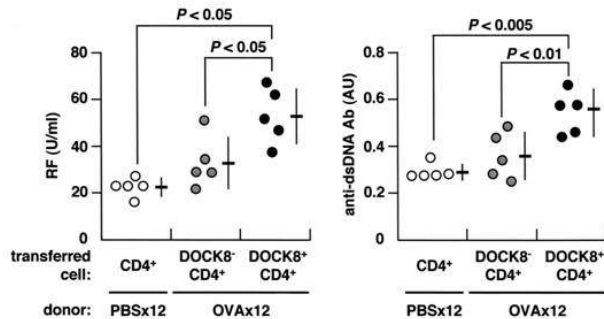 P < 0.05
P < 0.05
RF (U/ml)
80
60
40
20
0
P < 0.005
P < 0.01
anti-dsDNA Ab (AU)
0.8
0.6
0.4
0.2
0
transferred cell:
CD4⁺
DOCK8⁻ CD4⁺
DOCK8⁺ CD4⁺
CD4⁺
DOCK8⁻ CD4⁺
DOCK8⁺ CD4⁺
donor:
PBSx12
OVAx12
PBSx12
OVAx12